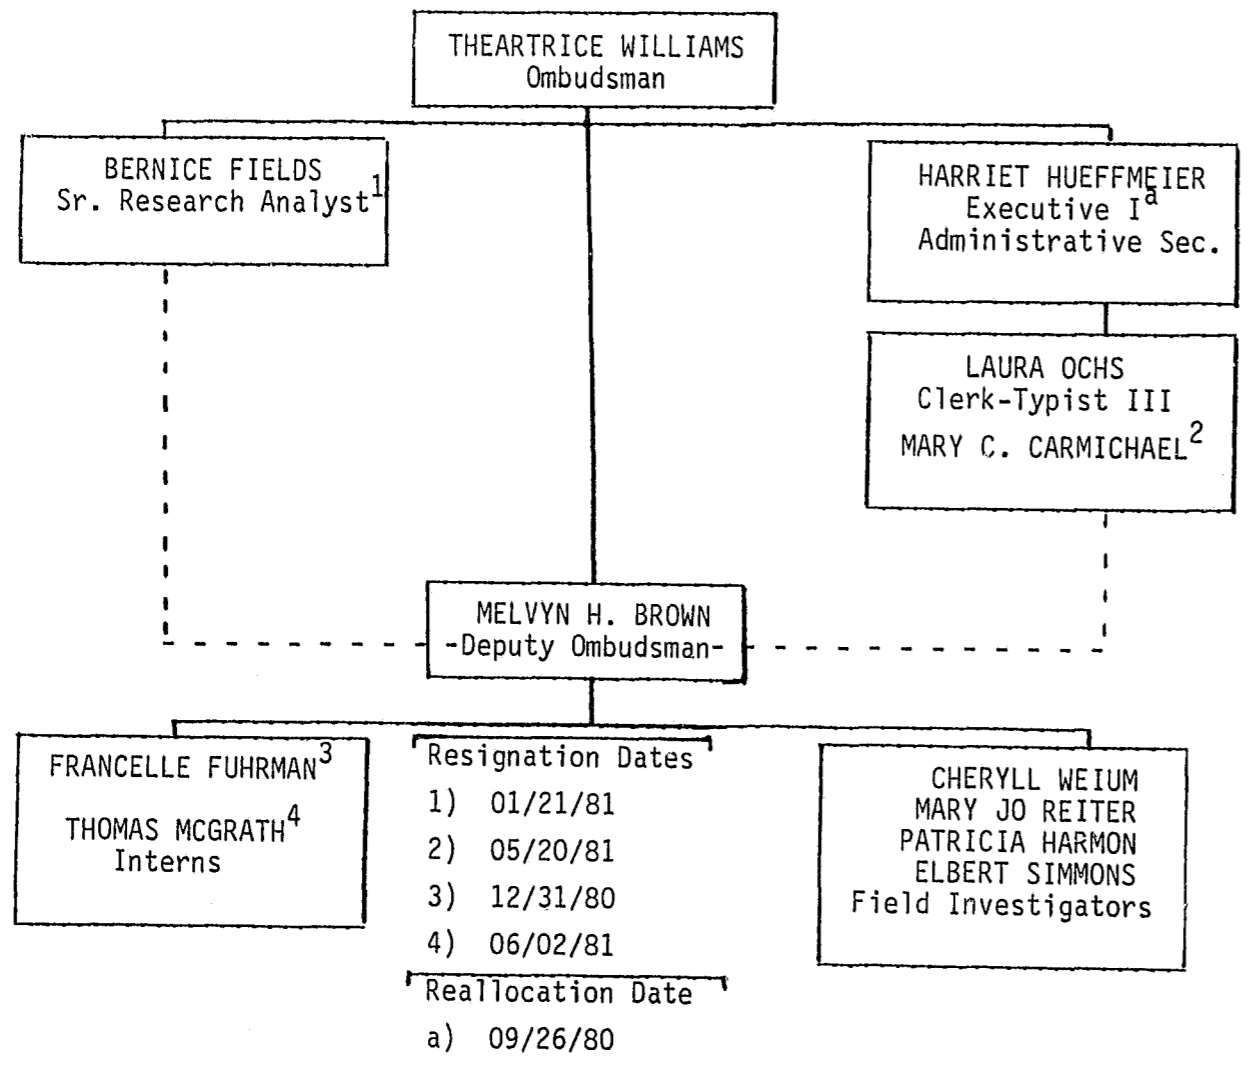 THEARTRICE WILLIAMS
Ombudsman
BERNICE FIELDS
Sr. Research Analyst¹
HARRIET HUEFFMEIER
Executive Iᵃ
Administrative Sec.
LAURA OCHS
Clerk-Typist III
MARY C. CARMICHAEL²
MELVYN H. BROWN
-Deputy Ombudsman-
FRANCELLE FUHRMAN³
THOMAS MCGRATH⁴
Interns
Resignation Dates
1) 01/21/81
2) 05/20/81
3) 12/31/80
4) 06/02/81
Reallocation Date
a) 09/26/80
CHERYLL WEIUM
MARY JO REITER
PATRICIA HARMON
ELBERT SIMMONS
Field Investigators